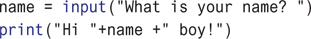 name = input("What is your name? ")
print("Hi "+name +" boy!")